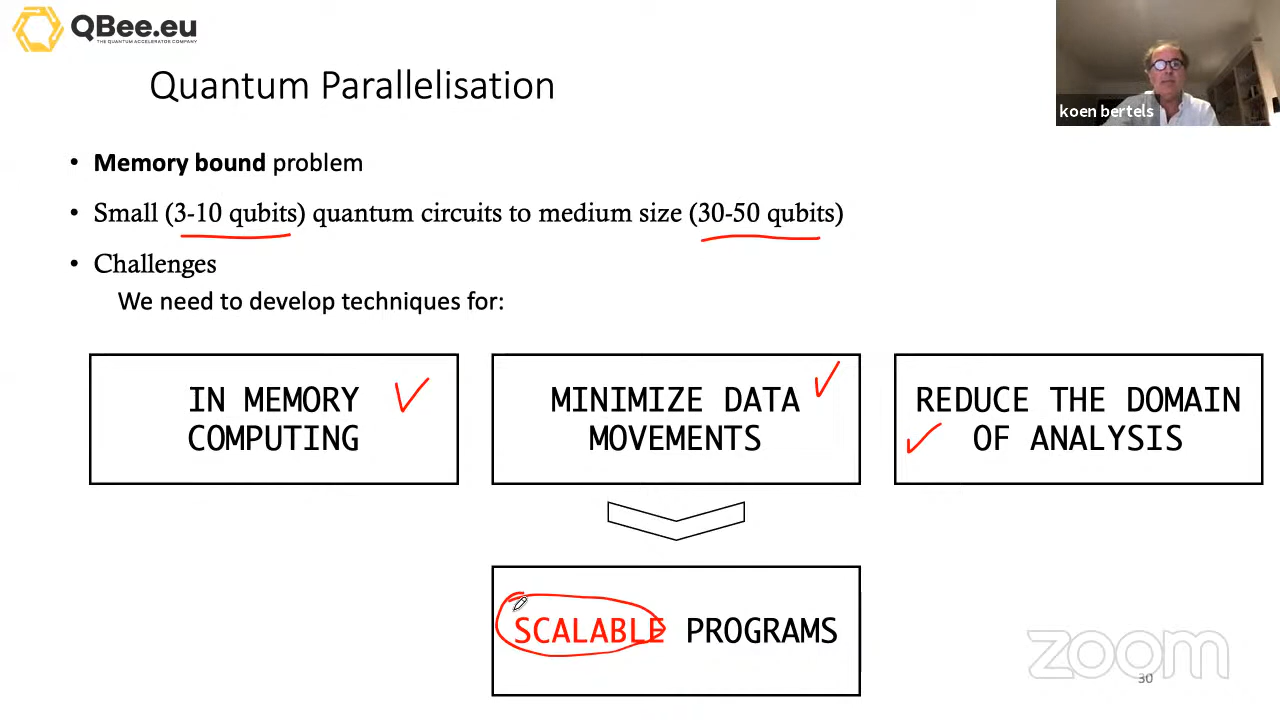 QBee.eu
THE QUANTUM ACCELERATOR COMPANY
koen bertels
Quantum Parallelisation
• Memory bound problem
• Small (3-10 qubits) quantum circuits to medium size (30-50 qubits)
• Challenges
We need to develop techniques for:
IN MEMORY
COMPUTING
MINIMIZE DATA
MOVEMENTS
REDUCE THE DOMAIN
OF ANALYSIS
SCALABLE PROGRAMS
zoom
30